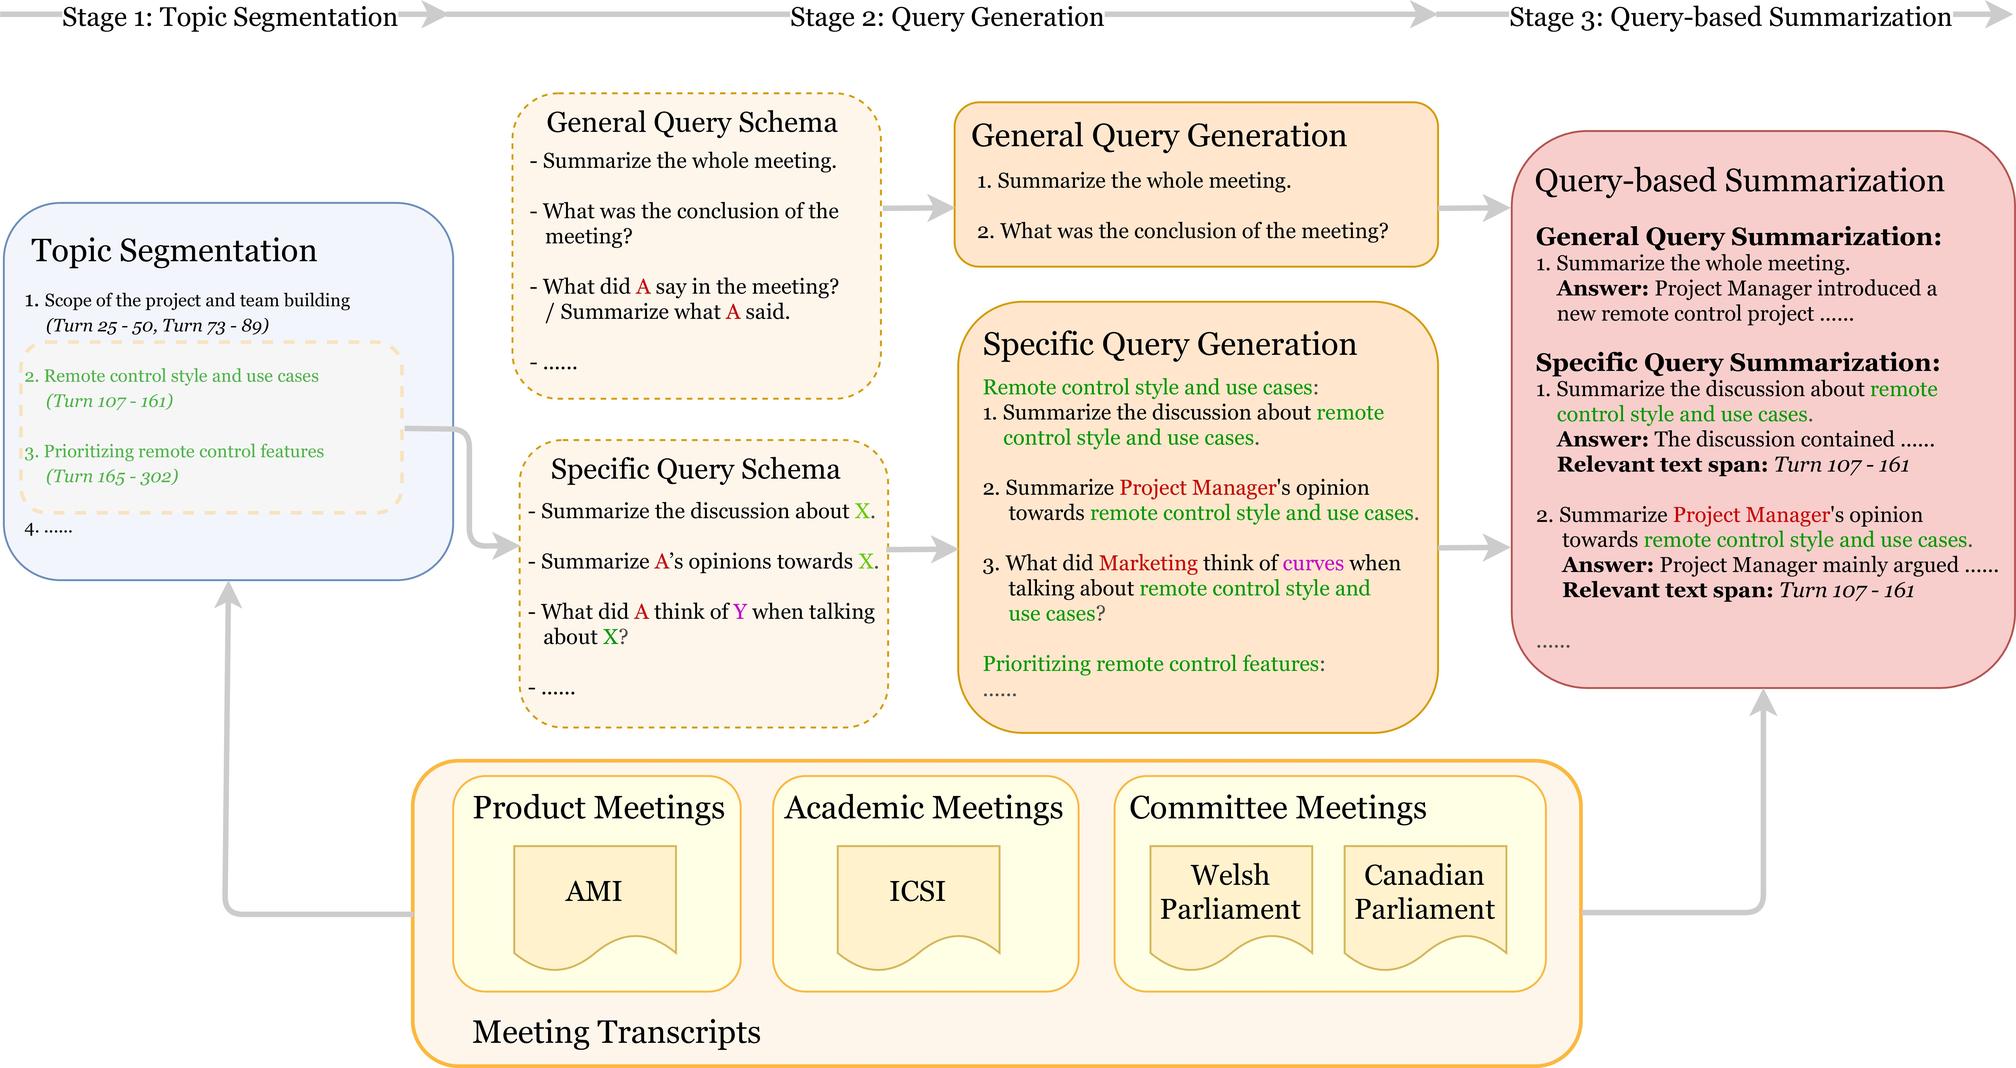 Stage 1: Topic Segmentation
Stage 2: Query Generation
Stage 3: Query-based Summarization
Topic Segmentation
1. Scope of the project and team building
(Turn 25 - 50, Turn 73 - 89)
2. Remote control style and use cases
(Turn 107 - 161)
3. Prioritizing remote control features
(Turn 165 - 302)
4. ......
General Query Schema
- Summarize the whole meeting.
- What was the conclusion of the
meeting?
- What did A say in the meeting?
/ Summarize what A said.
- ......
Specific Query Schema
- Summarize the discussion about X.
- Summarize A’s opinions towards X.
- What did A think of Y when talking
about X?
- ......
General Query Generation
1. Summarize the whole meeting.
2. What was the conclusion of the meeting?
Specific Query Generation
Remote control style and use cases:
1. Summarize the discussion about remote
control style and use cases.
2. Summarize Project Manager's opinion
towards remote control style and use cases.
3. What did Marketing think of curves when
talking about remote control style and
use cases?
Prioritizing remote control features:
......
Query-based Summarization
General Query Summarization:
1. Summarize the whole meeting.
Answer: Project Manager introduced a
new remote control project ......
Specific Query Summarization:
1. Summarize the discussion about remote
control style and use cases.
Answer: The discussion contained ......
Relevant text span: Turn 107 - 161
2. Summarize Project Manager's opinion
towards remote control style and use cases.
Answer: Project Manager mainly argued ......
Relevant text span: Turn 107 - 161
......
Product Meetings
AMI
Academic Meetings
ICSI
Committee Meetings
Welsh
Parliament
Canadian
Parliament
Meeting Transcripts